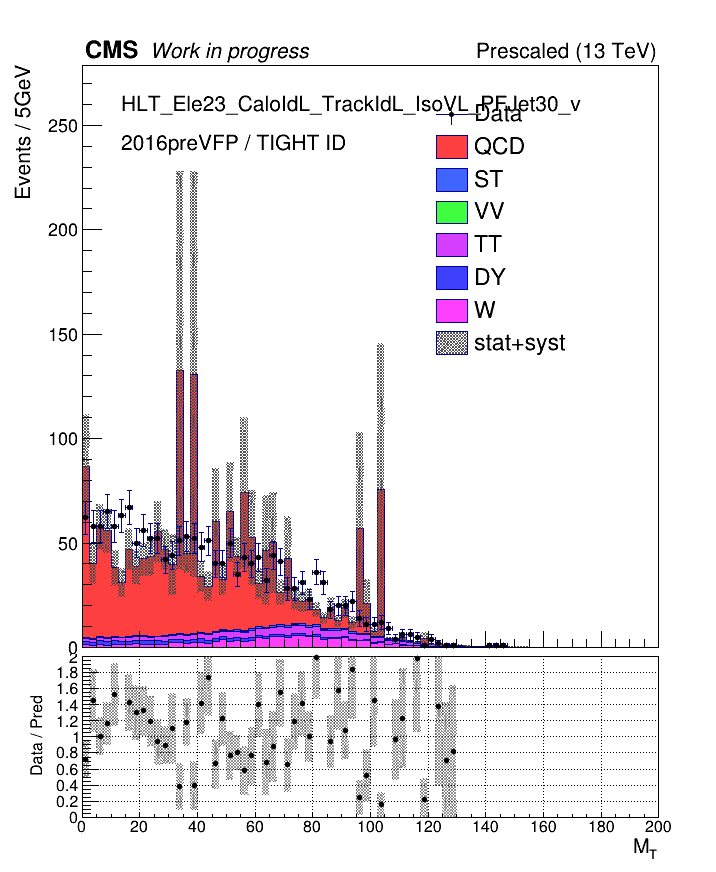 CMS Work in progress Prescaled (13 TeV)
HLT_Ele23_CaloIdL_TrackIdL_IsoVL_PFJet30_v
2016preVFP / TIGHT ID
Data
QCD
ST
VV
TT
DY
W
stat+syst
Events / 5GeV
250
200
150
100
50
0
Data / Pred
2
1.8
1.6
1.4
1.2
1
0.8
0.6
0.4
0.2
0
0 20 40 60 80 100 120 140 160 180 200
M_T